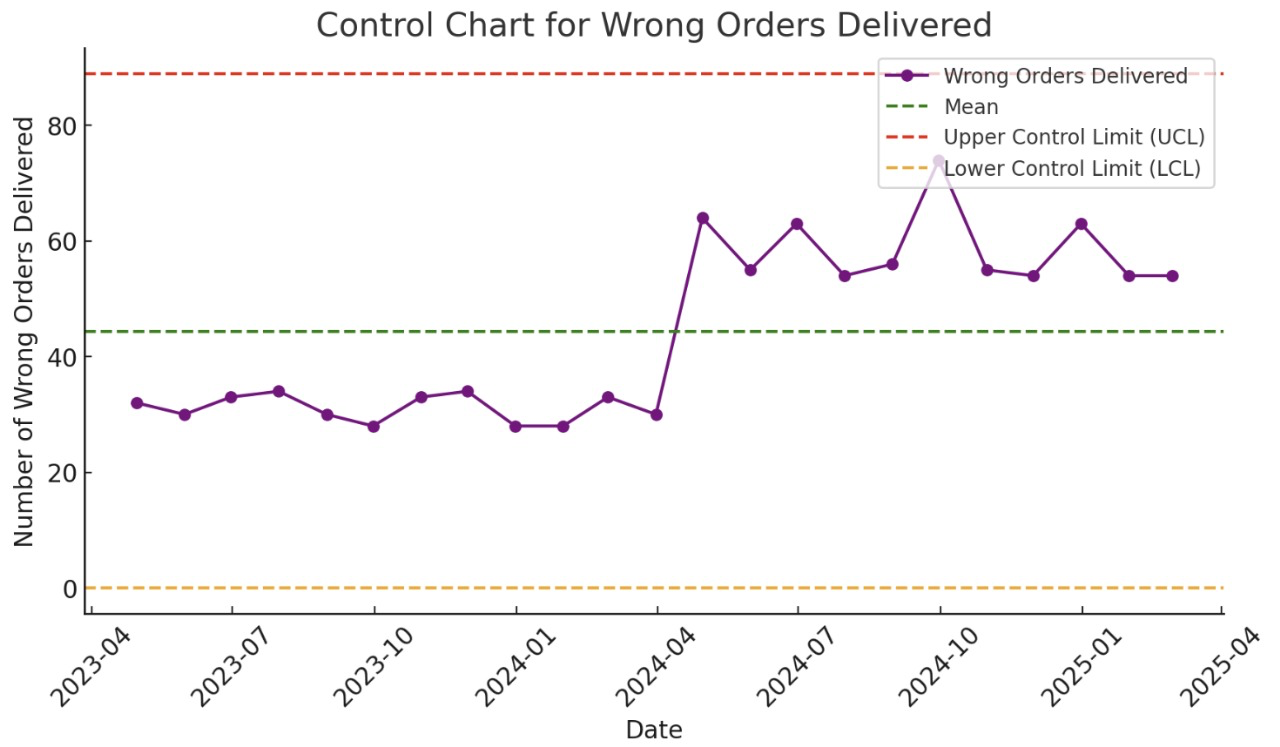 Control Chart for Wrong Orders Delivered
Wrong Orders Delivered
Mean
Upper Control Limit (UCL)
Lower Control Limit (LCL)
Number of Wrong Orders Delivered
80
60
40
20
0
2023-04
2023-07
2023-10
2024-01
2024-04
2024-07
2024-10
2025-01
2025-04
Date